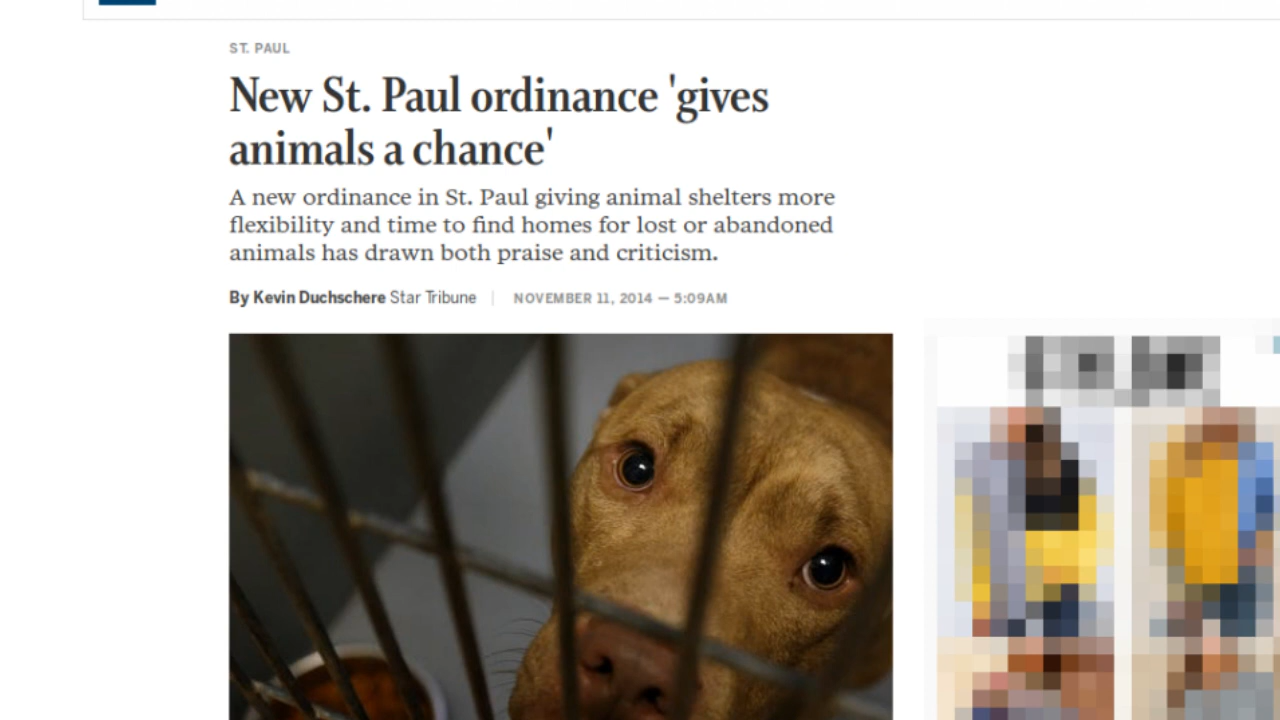 ST. PAUL
New St. Paul ordinance 'gives
animals a chance'
A new ordinance in St. Paul giving animal shelters more
flexibility and time to find homes for lost or abandoned
animals has drawn both praise and criticism.
By Kevin Duchschere Star Tribune | NOVEMBER 11, 2014 — 5:09AM